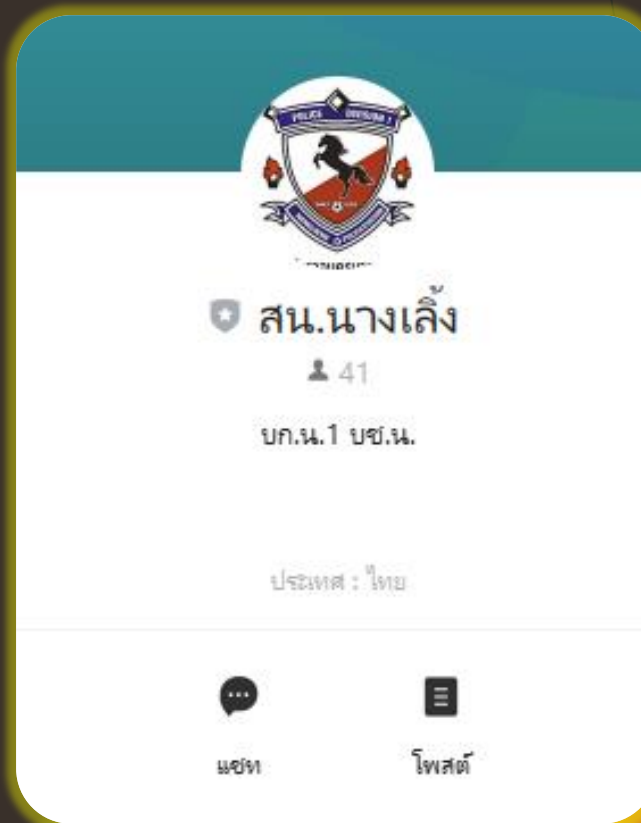 POLICE DIVISION 1
สน.นางเลิ้ง
41
บก.น.1 บช.น.
ประเทศ : ไทย
แชท
โพสต์